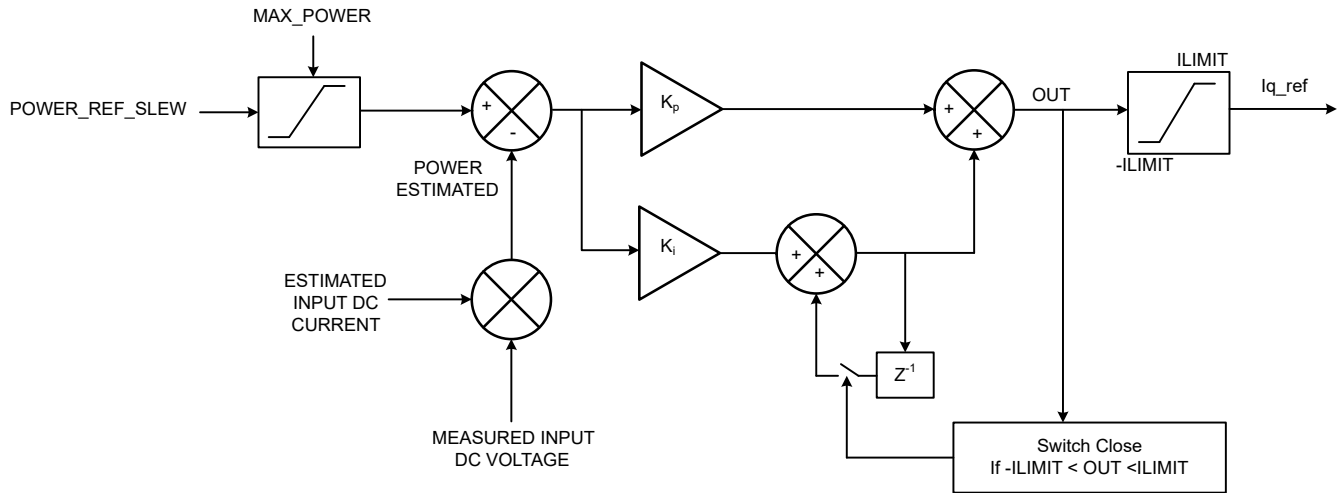 MAX_POWER
POWER_REF_SLEW
+
-
POWER
ESTIMATED
ESTIMATED
INPUT DC
CURRENT
MEASURED INPUT
DC VOLTAGE
Kp
Ki
+
+
Z-1
+
+
OUT
ILIMIT
-ILIMIT
Iq_ref
Switch Close
If -ILIMIT < OUT <ILIMIT